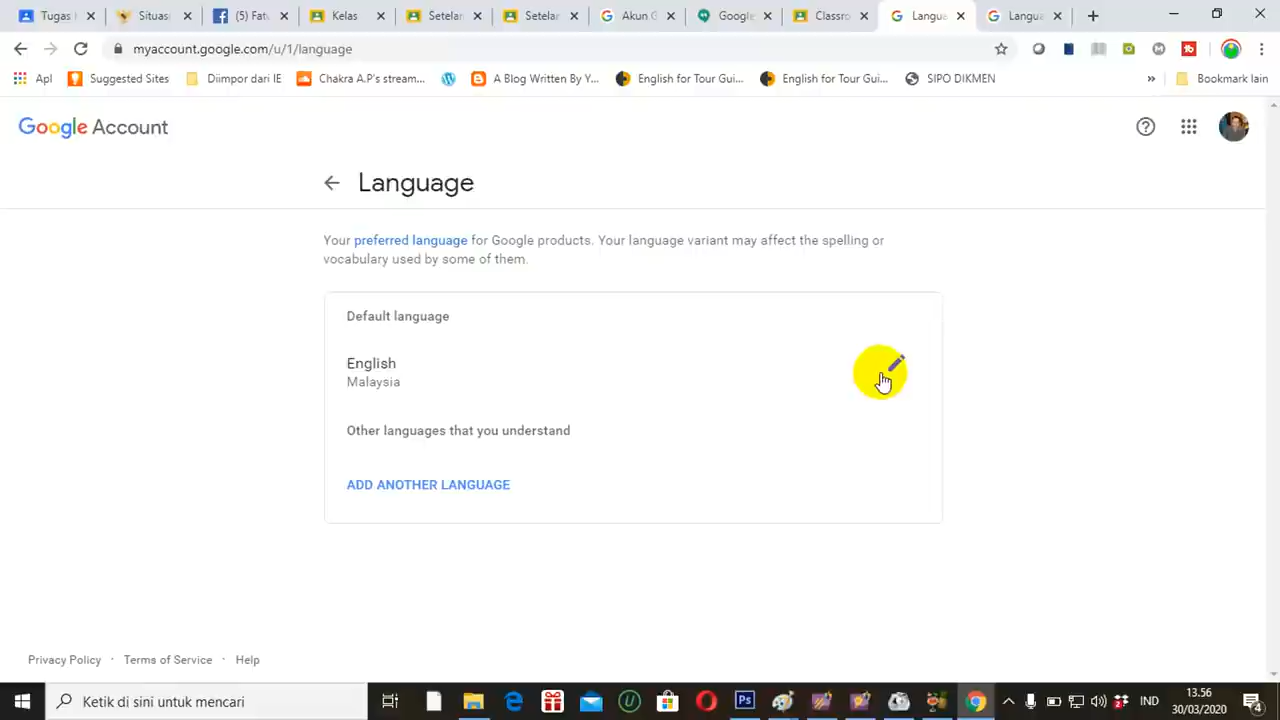 Tugas
Situas
(5) Fatu
Kelas
Setelan
Setelan
Akun G
Google
Classro
Langua
Langua
myaccount.google.com/u/1/language
Apl
Suggested Sites
Diimpor dari IE
Chakra A.P's stream...
A Blog Written By Y...
English for Tour Gui...
English for Tour Gui...
SIPO DIKMEN
»
Bookmark lain
Google Account
Language
Your preferred language for Google products. Your language variant may affect the spelling or
vocabulary used by some of them.
Default language
English
Malaysia
Other languages that you understand
ADD ANOTHER LANGUAGE
Privacy Policy · Terms of Service · Help
Ketik di sini untuk mencari
IND
13.56
30/03/2020
4